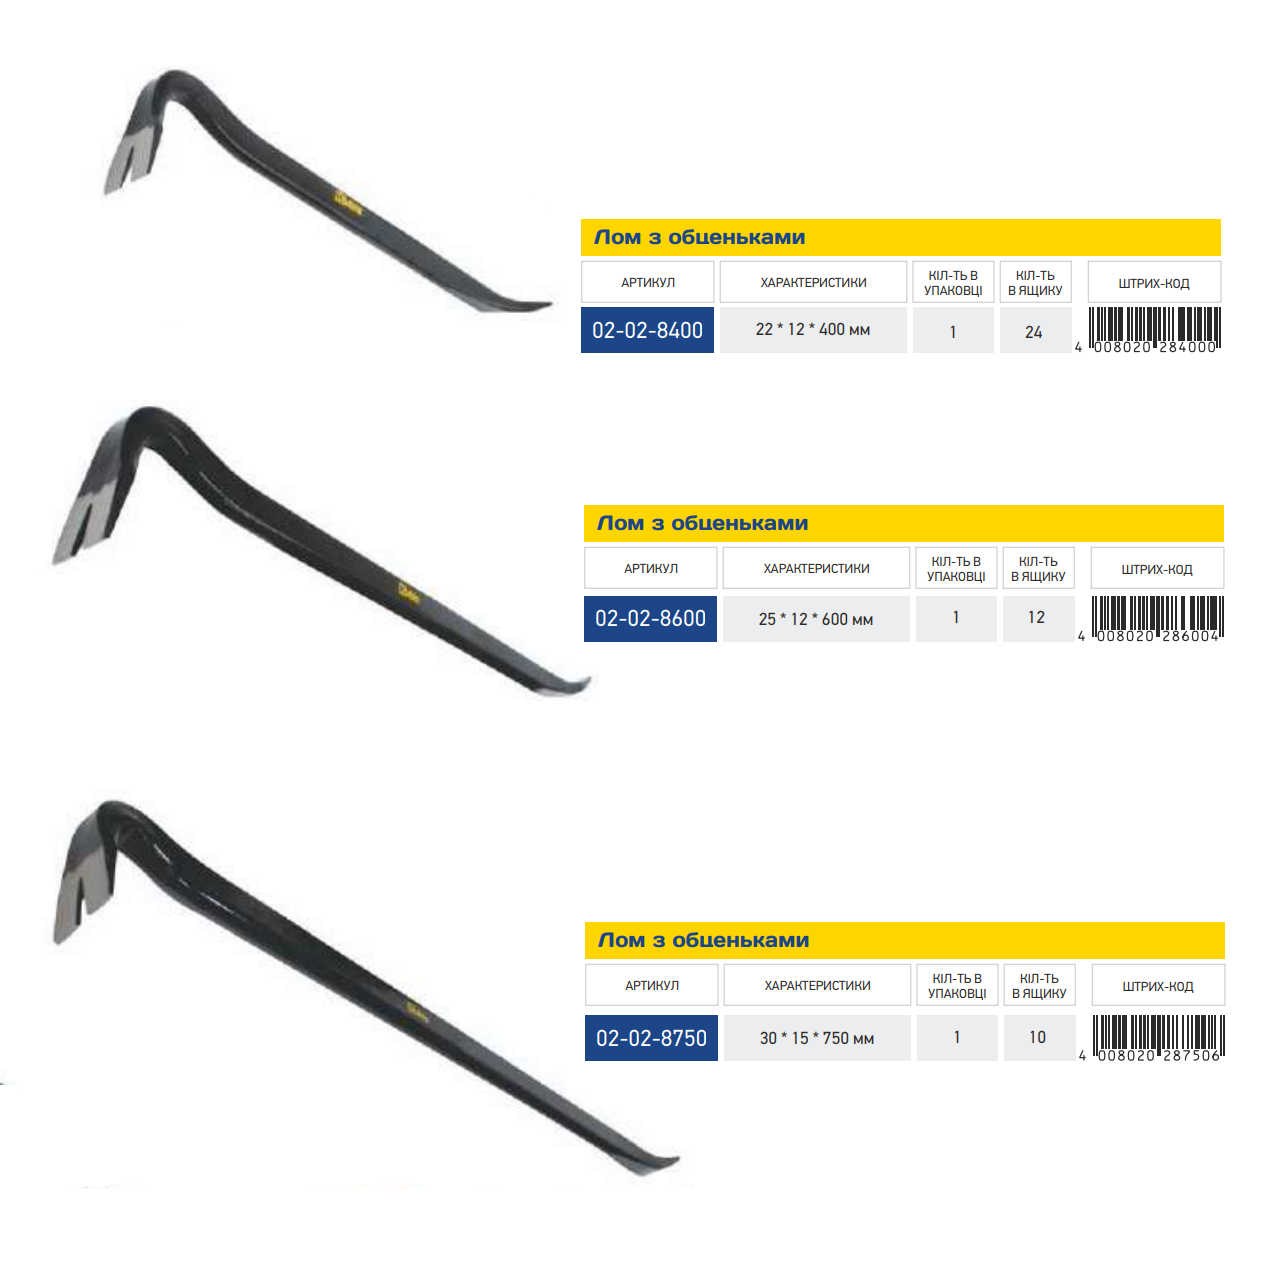 Лом з обценьками
АРТИКУЛ ХАРАКТЕРИСТИКИ КІЛ-ТЬ В УПАКОВЦІ КІЛ-ТЬ В ЯЩИКУ ШТРИХ-КОД
02-02-8400 22 * 12 * 400 мм 1 24
4 008020 284000
Лом з обценьками
АРТИКУЛ ХАРАКТЕРИСТИКИ КІЛ-ТЬ В УПАКОВЦІ КІЛ-ТЬ В ЯЩИКУ ШТРИХ-КОД
02-02-8600 25 * 12 * 600 мм 1 12
4 008020 286004
Лом з обценьками
АРТИКУЛ ХАРАКТЕРИСТИКИ КІЛ-ТЬ В УПАКОВЦІ КІЛ-ТЬ В ЯЩИКУ ШТРИХ-КОД
02-02-8750 30 * 15 * 750 мм 1 10
4 008020 287506